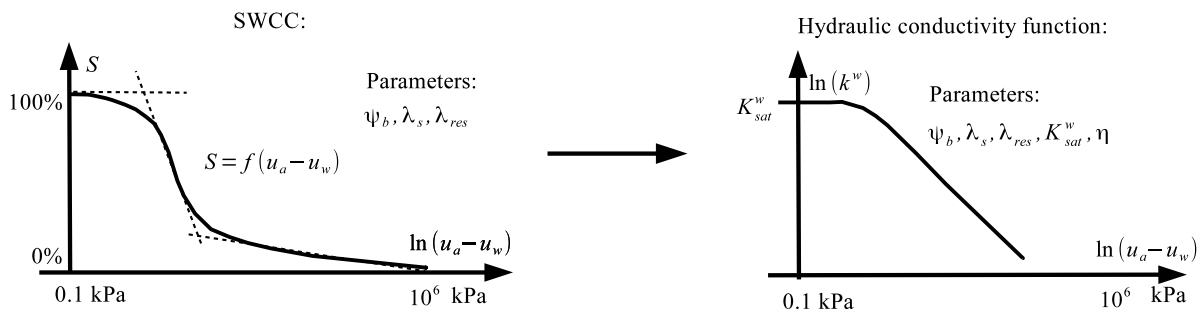 SWCC:
S
100%
Parameters:
ψ_b, λ_s, λ_res
S = f(u_a − u_w)
0%
ln(u_a − u_w)
0.1 kPa
10^6 kPa
Hydraulic conductivity function:
ln(k^w)
K^w_sat
Parameters:
ψ_b, λ_s, λ_res, K^w_sat, η
ln(u_a − u_w)
0.1 kPa
10^6 kPa